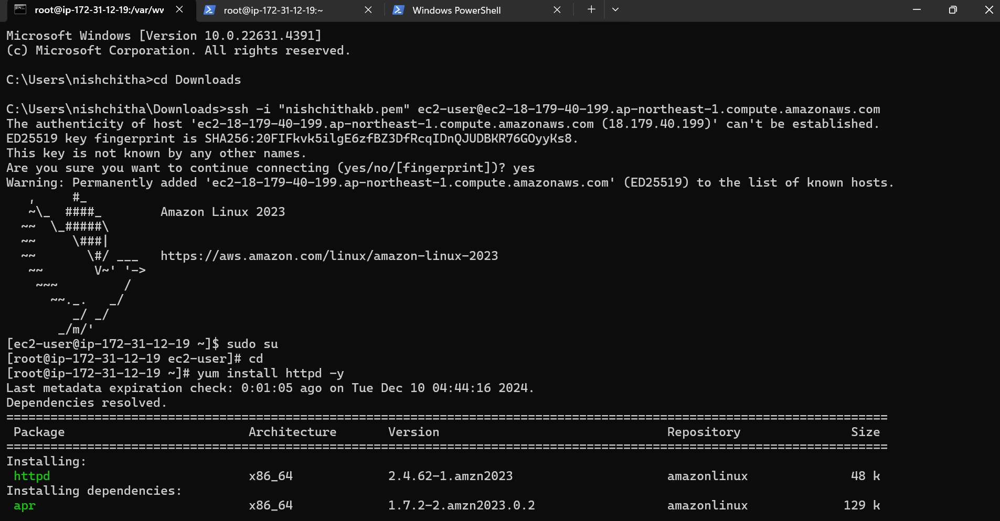 root@ip-172-31-12-19:/var/wv
root@ip-172-31-12-19:~
Windows PowerShell
Microsoft Windows [Version 10.0.22631.4391]
(c) Microsoft Corporation. All rights reserved.
C:\Users\nishchitha>cd Downloads
C:\Users\nishchitha\Downloads>ssh -i "nishchithakb.pem" ec2-user@ec2-18-179-40-199.ap-northeast-1.compute.amazonaws.com
The authenticity of host 'ec2-18-179-40-199.ap-northeast-1.compute.amazonaws.com (18.179.40.199)' can't be established.
ED25519 key fingerprint is SHA256:20FIFkvk5ilgE6zfBZ3DfRcqIDnQJUDBKR76GOyyKs8.
This key is not known by any other names.
Are you sure you want to continue connecting (yes/no/[fingerprint])? yes
Warning: Permanently added 'ec2-18-179-40-199.ap-northeast-1.compute.amazonaws.com' (ED25519) to the list of known hosts.
   ,     #_
   ~\_  ####_        Amazon Linux 2023
  ~~  \_#####\
  ~~     \###|
  ~~       \#/ ___   https://aws.amazon.com/linux/amazon-linux-2023
   ~~       V~' '->
    ~~~         /
      ~~._.   _/
         _/ _/
       _/m/'
[ec2-user@ip-172-31-12-19 ~]$ sudo su
[root@ip-172-31-12-19 ec2-user]# cd
[root@ip-172-31-12-19 ~]# yum install httpd -y
Last metadata expiration check: 0:01:05 ago on Tue Dec 10 04:44:16 2024.
Dependencies resolved.
========================================================================================================================
 Package                         Architecture       Version                               Repository               Size
========================================================================================================================
Installing:
 httpd                           x86_64             2.4.62-1.amzn2023                     amazonlinux              48 k
Installing dependencies:
 apr                             x86_64             1.7.2-2.amzn2023.0.2                  amazonlinux             129 k